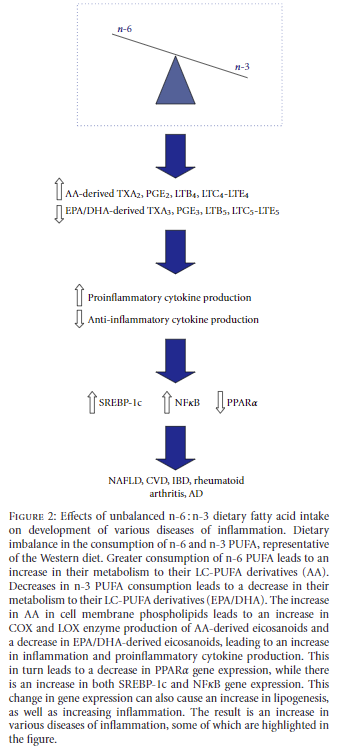 n-6
n-3
AA-derived TXA2, PGE2, LTB4, LTC4-LTE4
EPA/DHA-derived TXA3, PGE3, LTB5, LTC5-LTE5
Proinflammatory cytokine production
Anti-inflammatory cytokine production
SREBP-1c NFκB PPARα
NAFLD, CVD, IBD, rheumatoid
arthritis, AD
FIGURE 2: Effects of unbalanced n-6 : n-3 dietary fatty acid intake
on development of various diseases of inflammation. Dietary
imbalance in the consumption of n-6 and n-3 PUFA, representative
of the Western diet. Greater consumption of n-6 PUFA leads to an
increase in their metabolism to their LC-PUFA derivatives (AA).
Decreases in n-3 PUFA consumption leads to a decrease in their
metabolism to their LC-PUFA derivatives (EPA/DHA). The increase
in AA in cell membrane phospholipids leads to an increase in
COX and LOX enzyme production of AA-derived eicosanoids and
a decrease in EPA/DHA-derived eicosanoids, leading to an increase
in inflammation and proinflammatory cytokine production. This
in turn leads to a decrease in PPARα gene expression, while there
is an increase in both SREBP-1c and NFκB gene expression. This
change in gene expression can also cause an increase in lipogenesis,
as well as increasing inflammation. The result is an increase in
various diseases of inflammation, some of which are highlighted in
the figure.